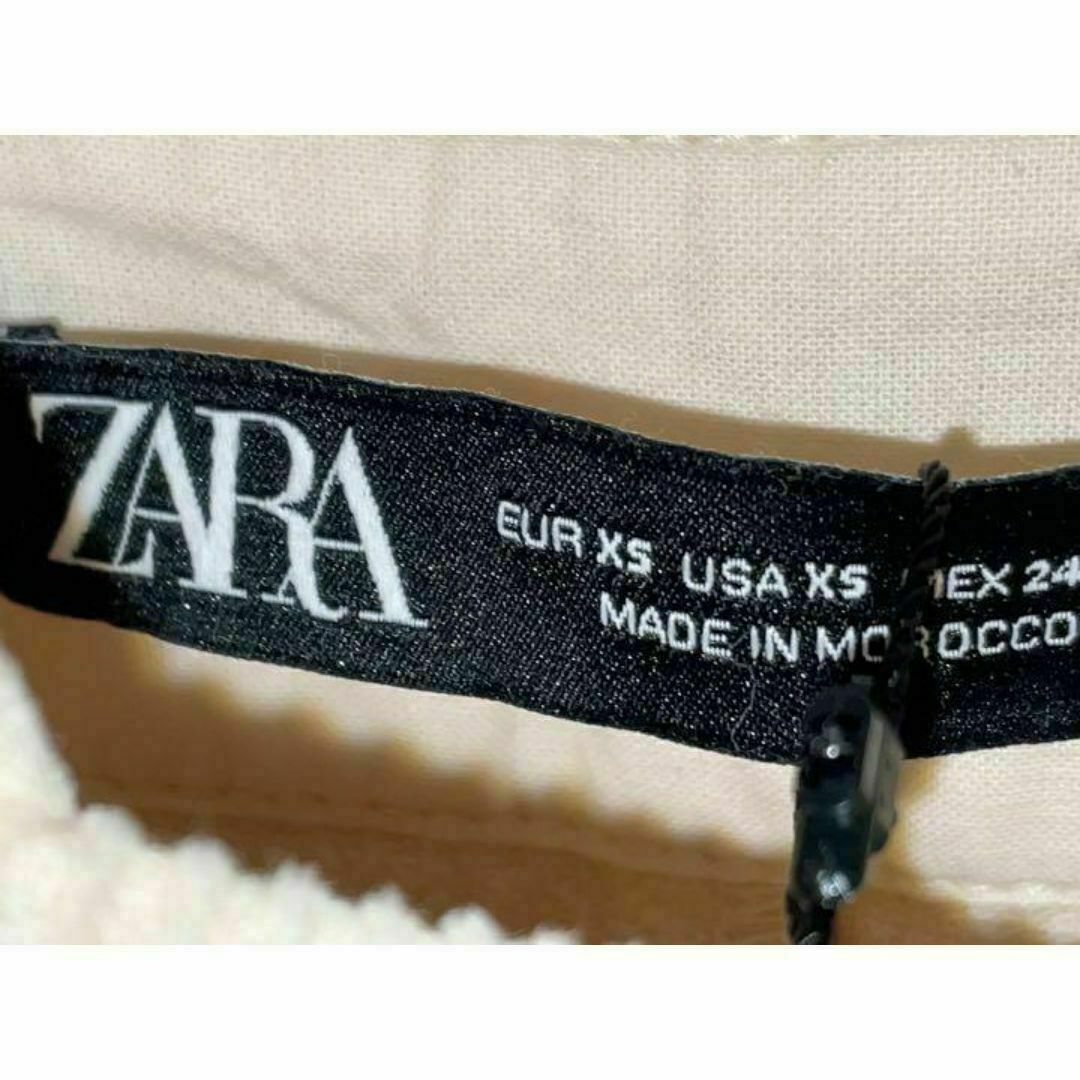 ZARA
EUR XS USA XS MEX 24
MADE IN MOROCCO